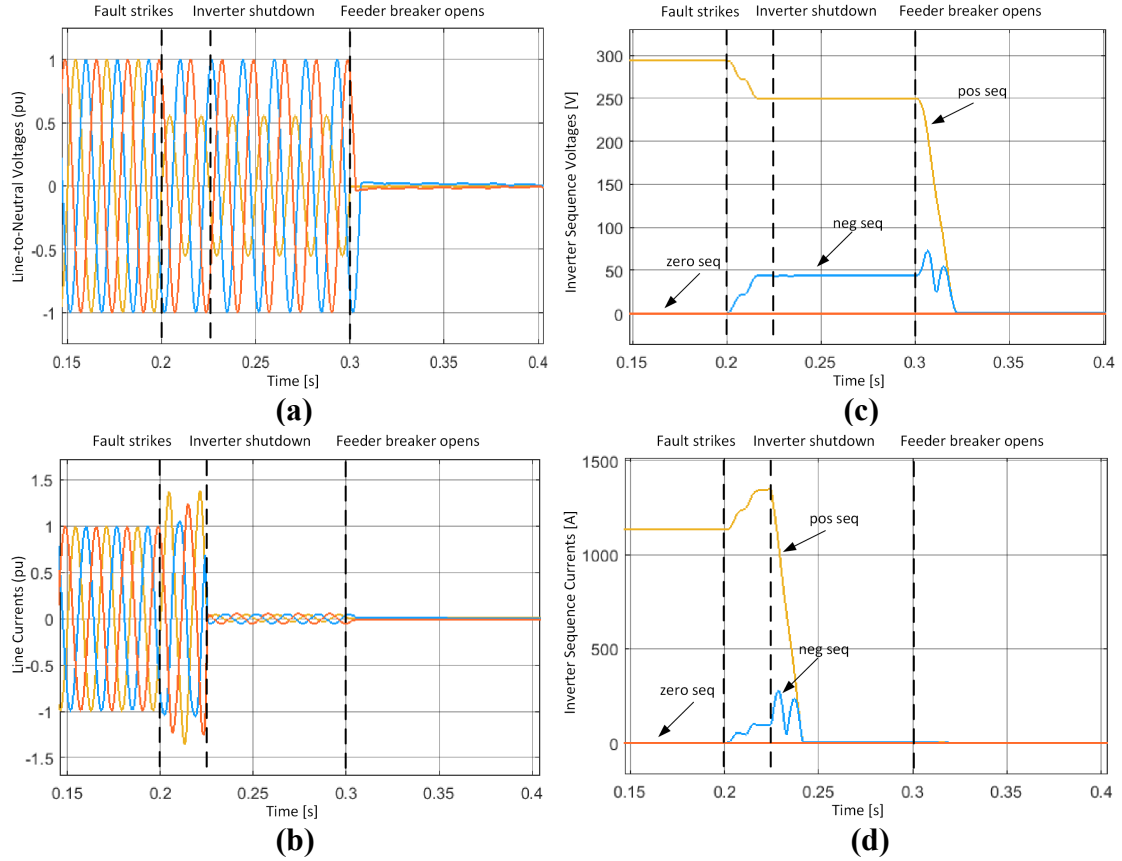 Fault strikes Inverter shutdown Feeder breaker opens
Line-to-Neutral Voltages (pu)
1
0.5
0
-0.5
-1
0.15 0.2 0.25 0.3 0.35 0.4
Time [s]
(a)
Fault strikes Inverter shutdown Feeder breaker opens
Inverter Sequence Voltages [V]
300
250
200
150
100
50
0
pos seq
neg seq
zero seq
0.15 0.2 0.25 0.3 0.35 0.4
Time [s]
(c)
Fault strikes Inverter shutdown Feeder breaker opens
Line Currents (pu)
1.5
1
0.5
0
-0.5
-1
-1.5
0.15 0.2 0.25 0.3 0.35 0.4
Time [s]
(b)
Fault strikes Inverter shutdown Feeder breaker opens
Inverter Sequence Currents [A]
1500
1000
500
0
pos seq
neg seq
zero seq
0.15 0.2 0.25 0.3 0.35 0.4
Time [s]
(d)